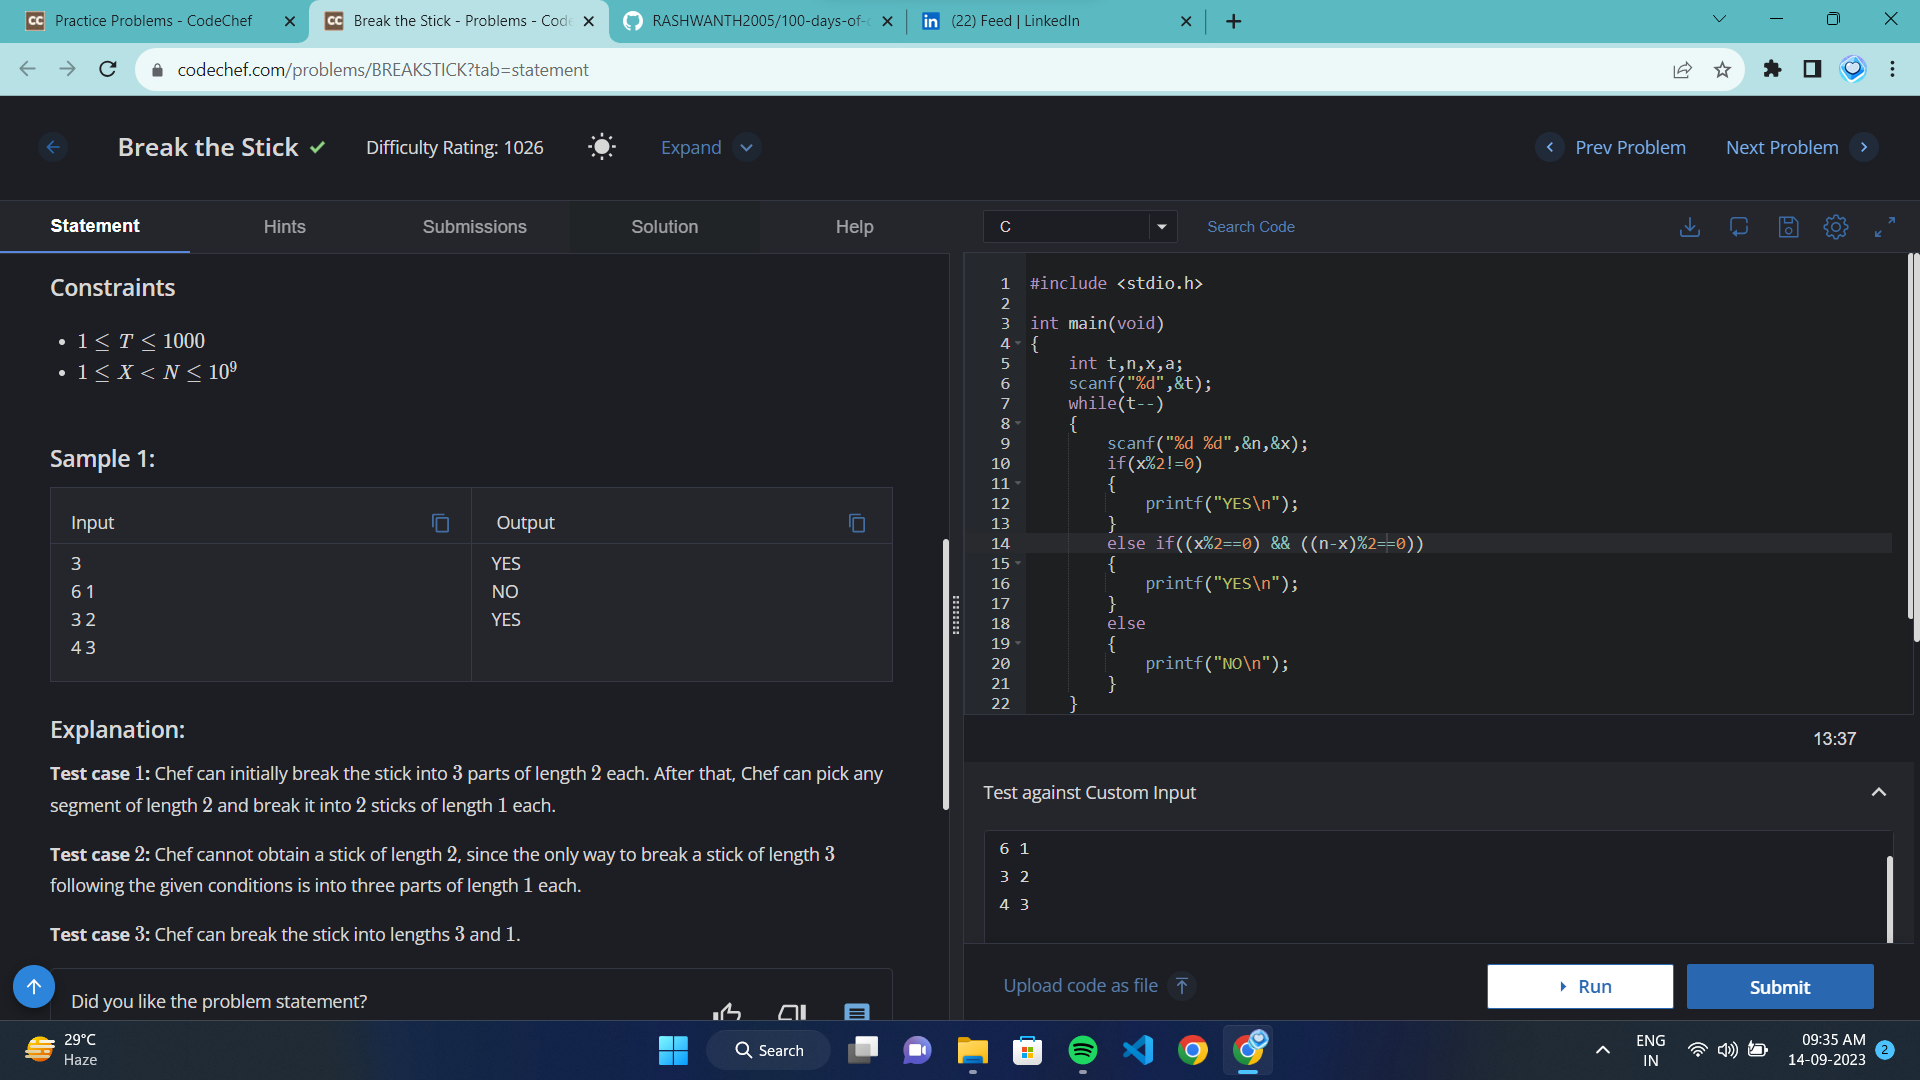 Practice Problems - CodeChef
Break the Stick - Problems - Code
RASHWANTH2005/100-days-of-c
(22) Feed | LinkedIn
codechef.com/problems/BREAKSTICK?tab=statement
Break the Stick
Difficulty Rating: 1026
Expand
Prev Problem
Next Problem
Statement
Hints
Submissions
Solution
Help
C
Search Code
Constraints
• 1 ≤ T ≤ 1000
• 1 ≤ X < N ≤ 10⁹
Sample 1:
Input
Output
3
6 1
3 2
4 3
YES
NO
YES
Explanation:
Test case 1: Chef can initially break the stick into 3 parts of length 2 each. After that, Chef can pick any
segment of length 2 and break it into 2 sticks of length 1 each.
Test case 2: Chef cannot obtain a stick of length 2, since the only way to break a stick of length 3
following the given conditions is into three parts of length 1 each.
Test case 3: Chef can break the stick into lengths 3 and 1.
Did you like the problem statement?
1 #include <stdio.h>
2
3 int main(void)
4 {
5     int t,n,x,a;
6     scanf("%d",&t);
7     while(t--)
8     {
9         scanf("%d %d",&n,&x);
10         if(x%2!=0)
11         {
12             printf("YES\n");
13         }
14         else if((x%2==0) && ((n-x)%2==0))
15         {
16             printf("YES\n");
17         }
18         else
19         {
20             printf("NO\n");
21         }
22     }
13:37
Test against Custom Input
6 1
3 2
4 3
Upload code as file
Run
Submit
29°C
Haze
Search
ENG
IN
09:35 AM
14-09-2023
2